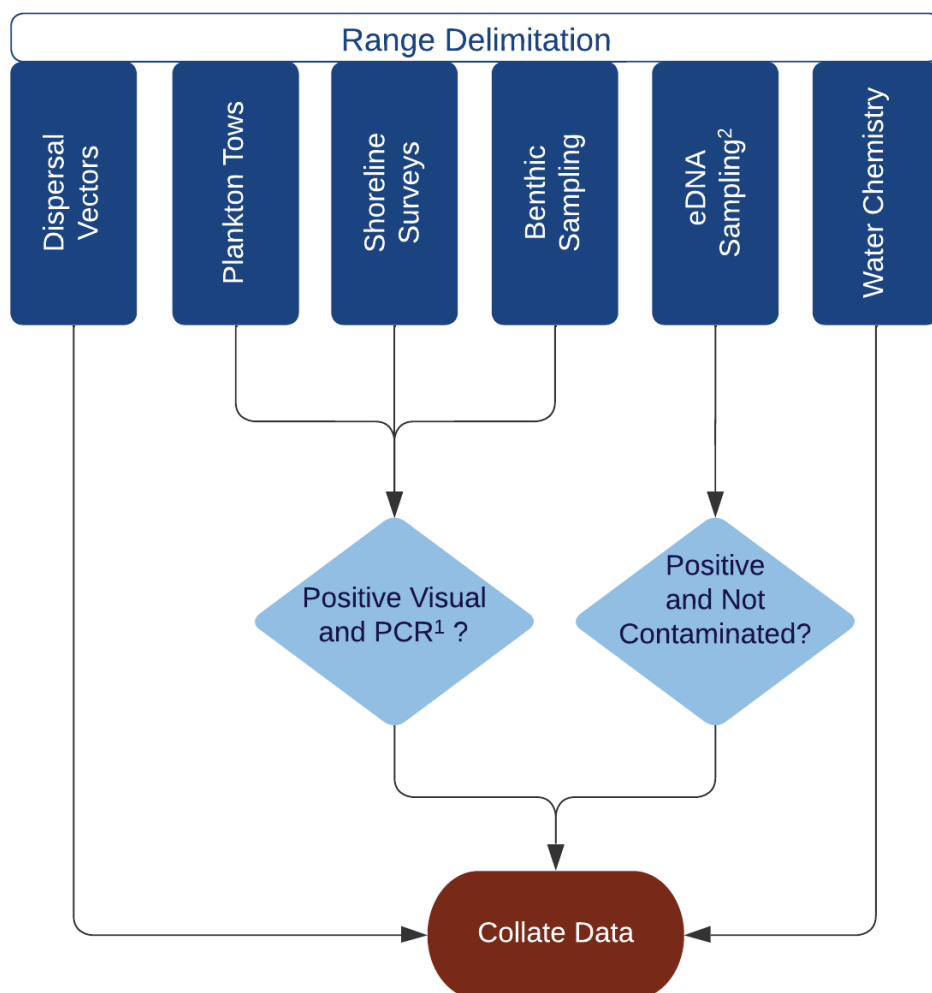 Range Delimitation
Dispersal
Vectors
Plankton Tows
Shoreline
Surveys
Benthic
Sampling
eDNA
Sampling²
Water Chemistry
Positive Visual
and PCR¹ ?
Positive
and Not
Contaminated?
Collate Data